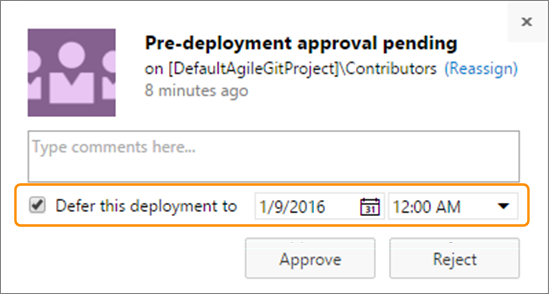 Pre-deployment approval pending
on [DefaultAgileGitProject]\Contributors (Reassign)
8 minutes ago
Type comments here...
Defer this deployment to 1/9/2016 31 12:00 AM
Approve Reject